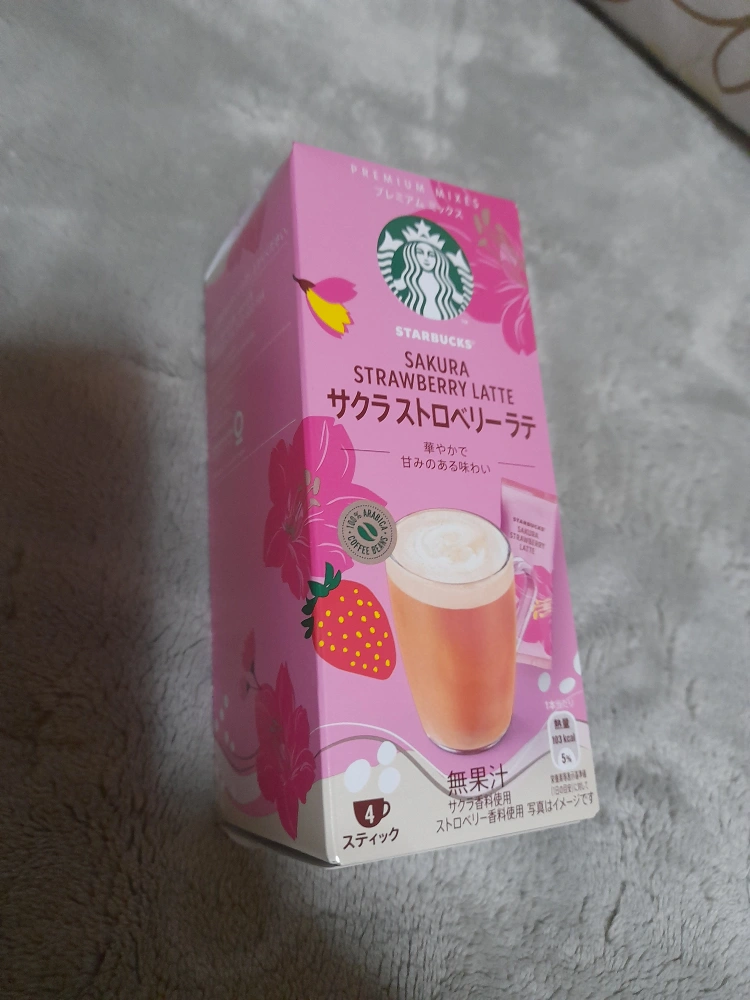 PREMIUM MIXES
プレミアム ミックス
STARBUCKS
SAKURA
STRAWBERRY LATTE
サクラストロベリーラテ
華やかで
甘みのある味わい
100% ARABICA
COFFEE BEANS
STARBUCKS
SAKURA
STRAWBERRY
LATTE
熱量
103 kcal
5%
無果汁
サクラ香料使用
ストロベリー香料使用 写真はイメージです
4
スティック